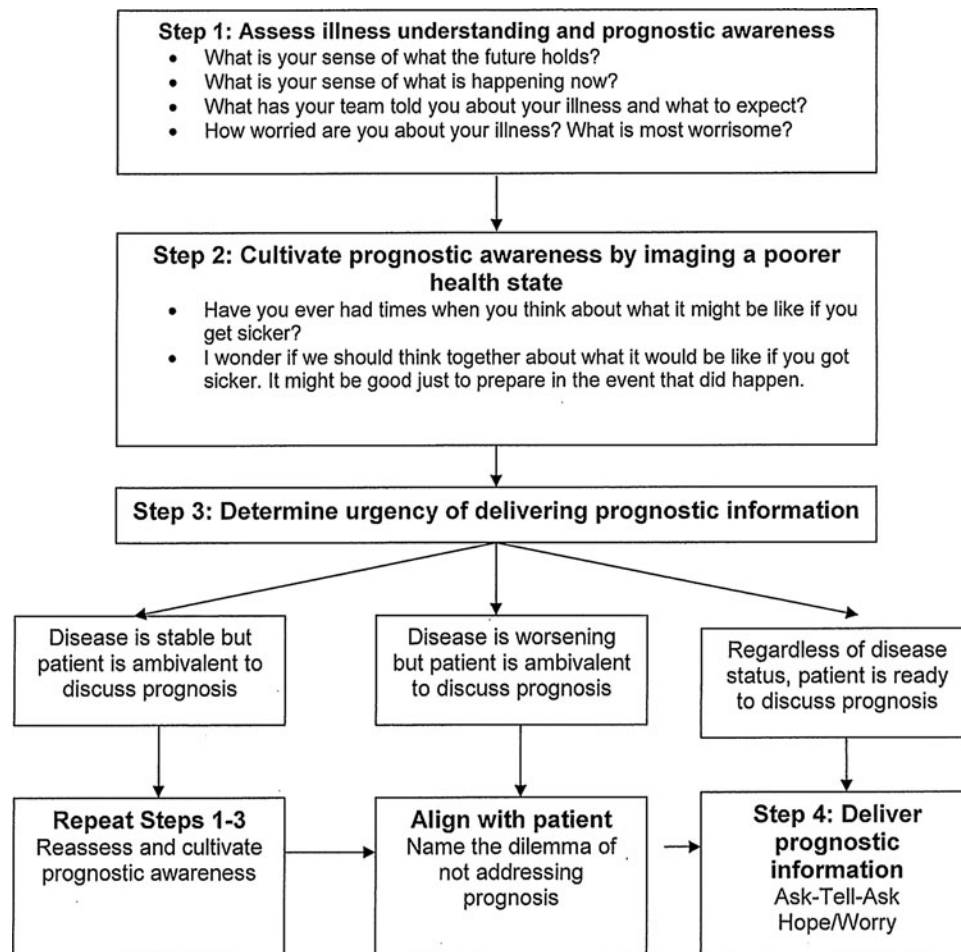 Step 1: Assess illness understanding and prognostic awareness
• What is your sense of what the future holds?
• What is your sense of what is happening now?
• What has your team told you about your illness and what to expect?
• How worried are you about your illness? What is most worrisome?
Step 2: Cultivate prognostic awareness by imaging a poorer
health state
• Have you ever had times when you think about what it might be like if you
get sicker?
• I wonder if we should think together about what it would be like if you got
sicker. It might be good just to prepare in the event that did happen.
Step 3: Determine urgency of delivering prognostic information
Disease is stable but
patient is ambivalent to
discuss prognosis
Disease is worsening
but patient is ambivalent
to discuss prognosis
Regardless of disease
status, patient is ready
to discuss prognosis
Repeat Steps 1-3
Reassess and cultivate
prognostic awareness
Align with patient
Name the dilemma of
not addressing
prognosis
Step 4: Deliver
prognostic
information
Ask-Tell-Ask
Hope/Worry